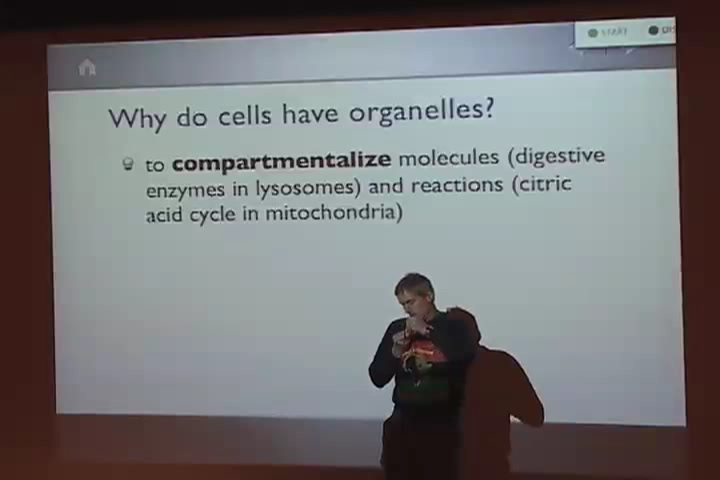 START
Why do cells have organelles?
to compartmentalize molecules (digestive
enzymes in lysosomes) and reactions (citric
acid cycle in mitochondria)